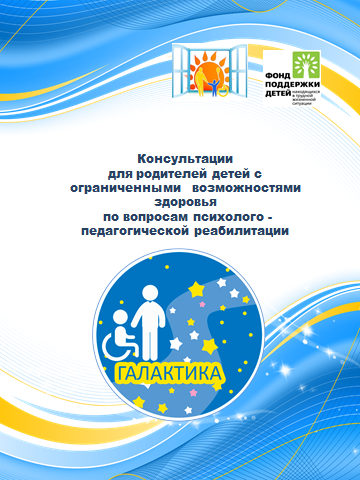 ФОНД
ПОДДЕРЖКИ
ДЕТЕЙ
находящихся
в трудной
жизненной
ситуации
Консультации
для родителей детей с
ограниченными возможностями
здоровья
по вопросам психолого -
педагогической реабилитации
ГАЛАКТИКА